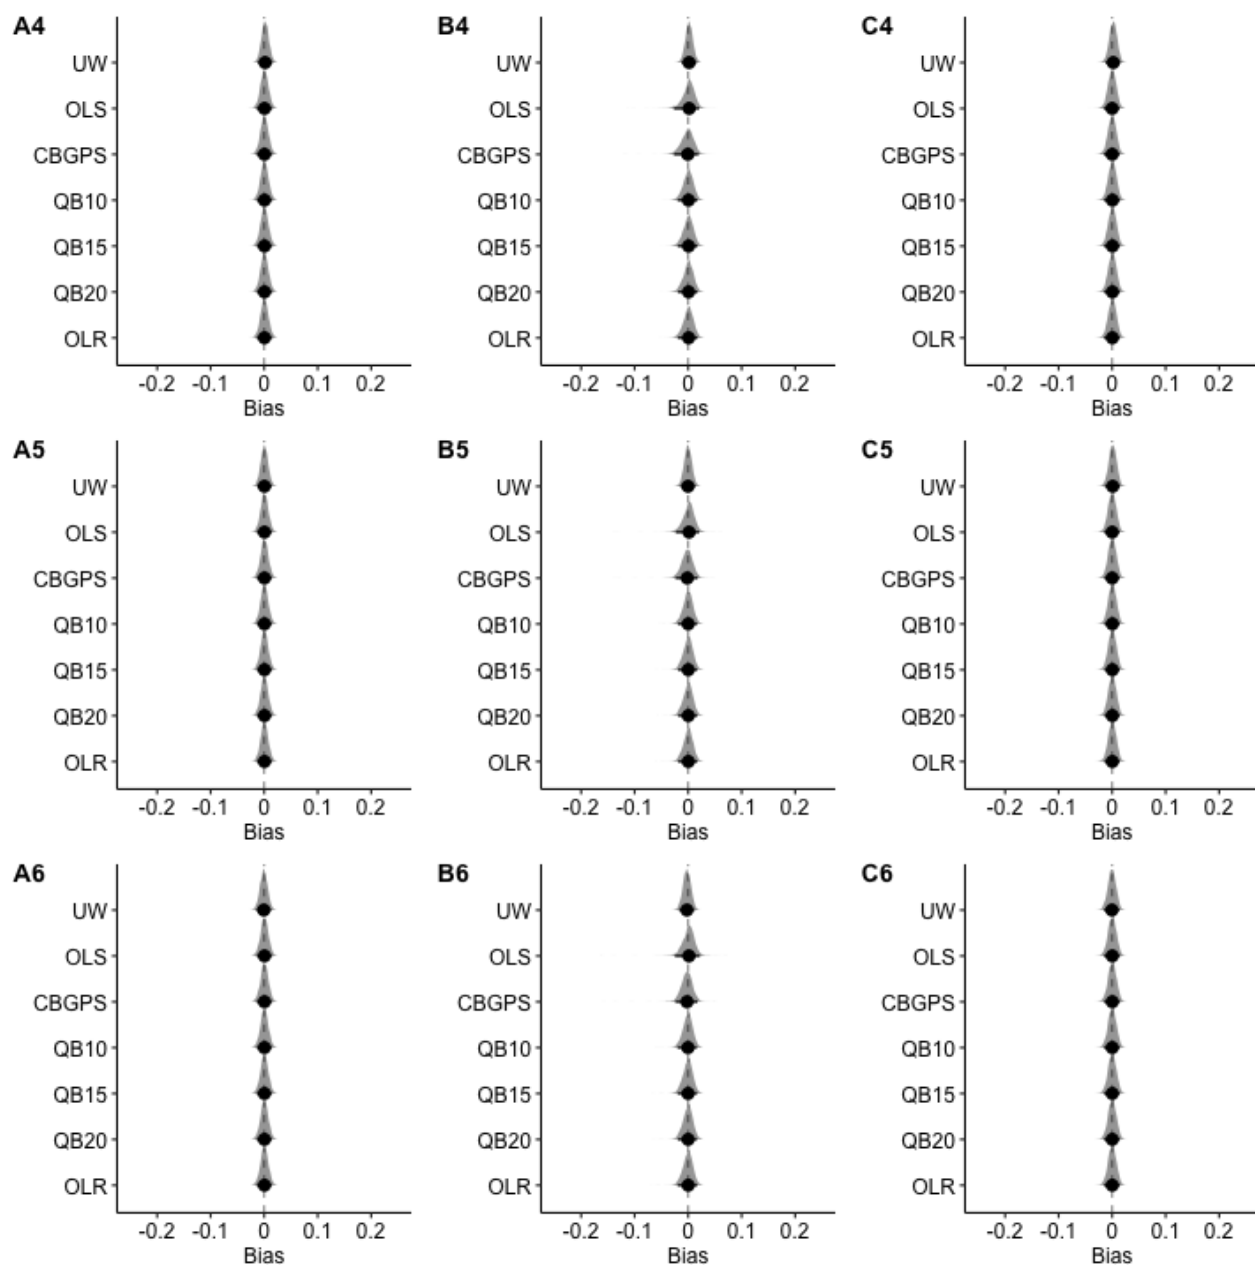 A4 B4 C4
UW UW UW
OLS OLS OLS
CBGPS CBGPS CBGPS
QB10 QB10 QB10
QB15 QB15 QB15
QB20 QB20 QB20
OLR OLR OLR
-0.2 -0.1 0 0.1 0.2 -0.2 -0.1 0 0.1 0.2 -0.2 -0.1 0 0.1 0.2
Bias Bias Bias
A5 B5 C5
UW UW UW
OLS OLS OLS
CBGPS CBGPS CBGPS
QB10 QB10 QB10
QB15 QB15 QB15
QB20 QB20 QB20
OLR OLR OLR
-0.2 -0.1 0 0.1 0.2 -0.2 -0.1 0 0.1 0.2 -0.2 -0.1 0 0.1 0.2
Bias Bias Bias
A6 B6 C6
UW UW UW
OLS OLS OLS
CBGPS CBGPS CBGPS
QB10 QB10 QB10
QB15 QB15 QB15
QB20 QB20 QB20
OLR OLR OLR
-0.2 -0.1 0 0.1 0.2 -0.2 -0.1 0 0.1 0.2 -0.2 -0.1 0 0.1 0.2
Bias Bias Bias